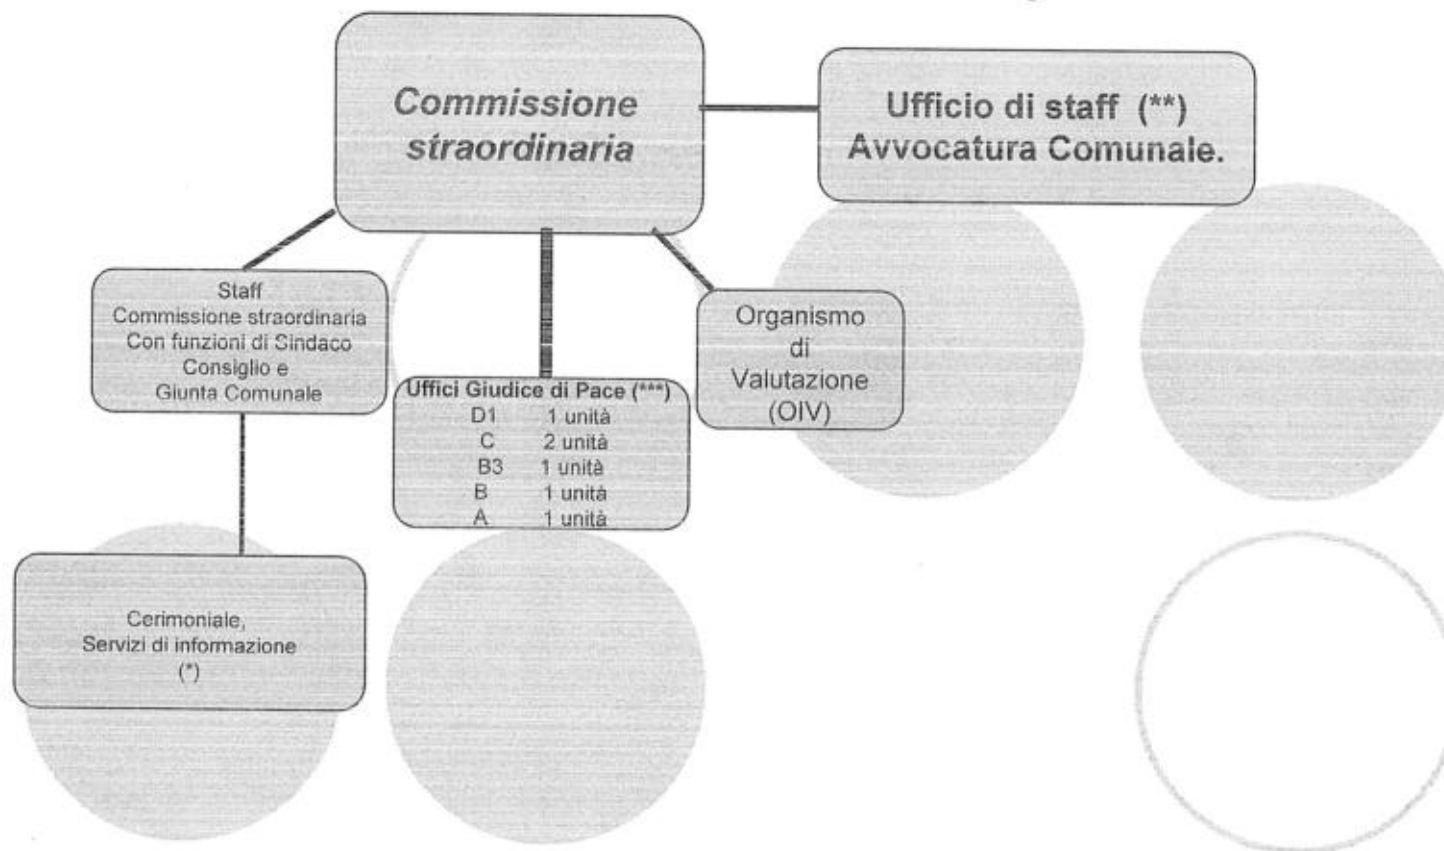 Commissione
straordinaria
Ufficio di staff (**)
Avvocatura Comunale.
Staff
Commissione straordinaria
Con funzioni di Sindaco
Consiglio e
Giunta Comunale
Uffici Giudice di Pace (***)
D1 1 unità
C 2 unità
B3 1 unità
B 1 unità
A 1 unità
Organismo
di
Valutazione
(OIV)
Cerimoniale,
Servizi di informazione
(*)